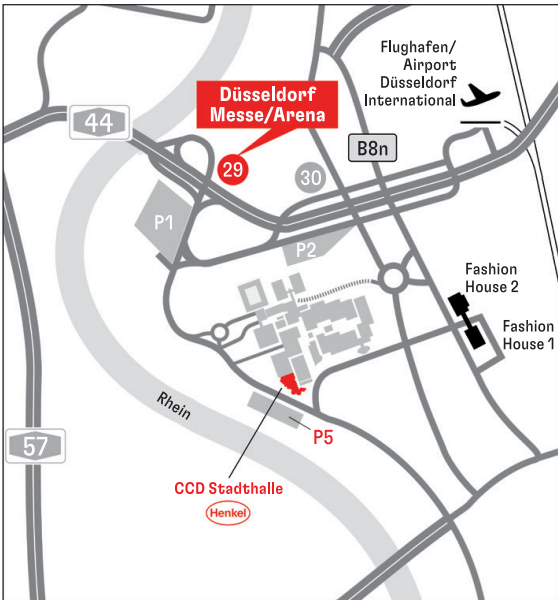 Flughafen/
Airport
Düsseldorf
International
44
Düsseldorf
Messe/Arena
B8n
29
30
P1
P2
Fashion
House 2
Fashion
House 1
Rhein
57
P5
CCD Stadthalle
Henkel